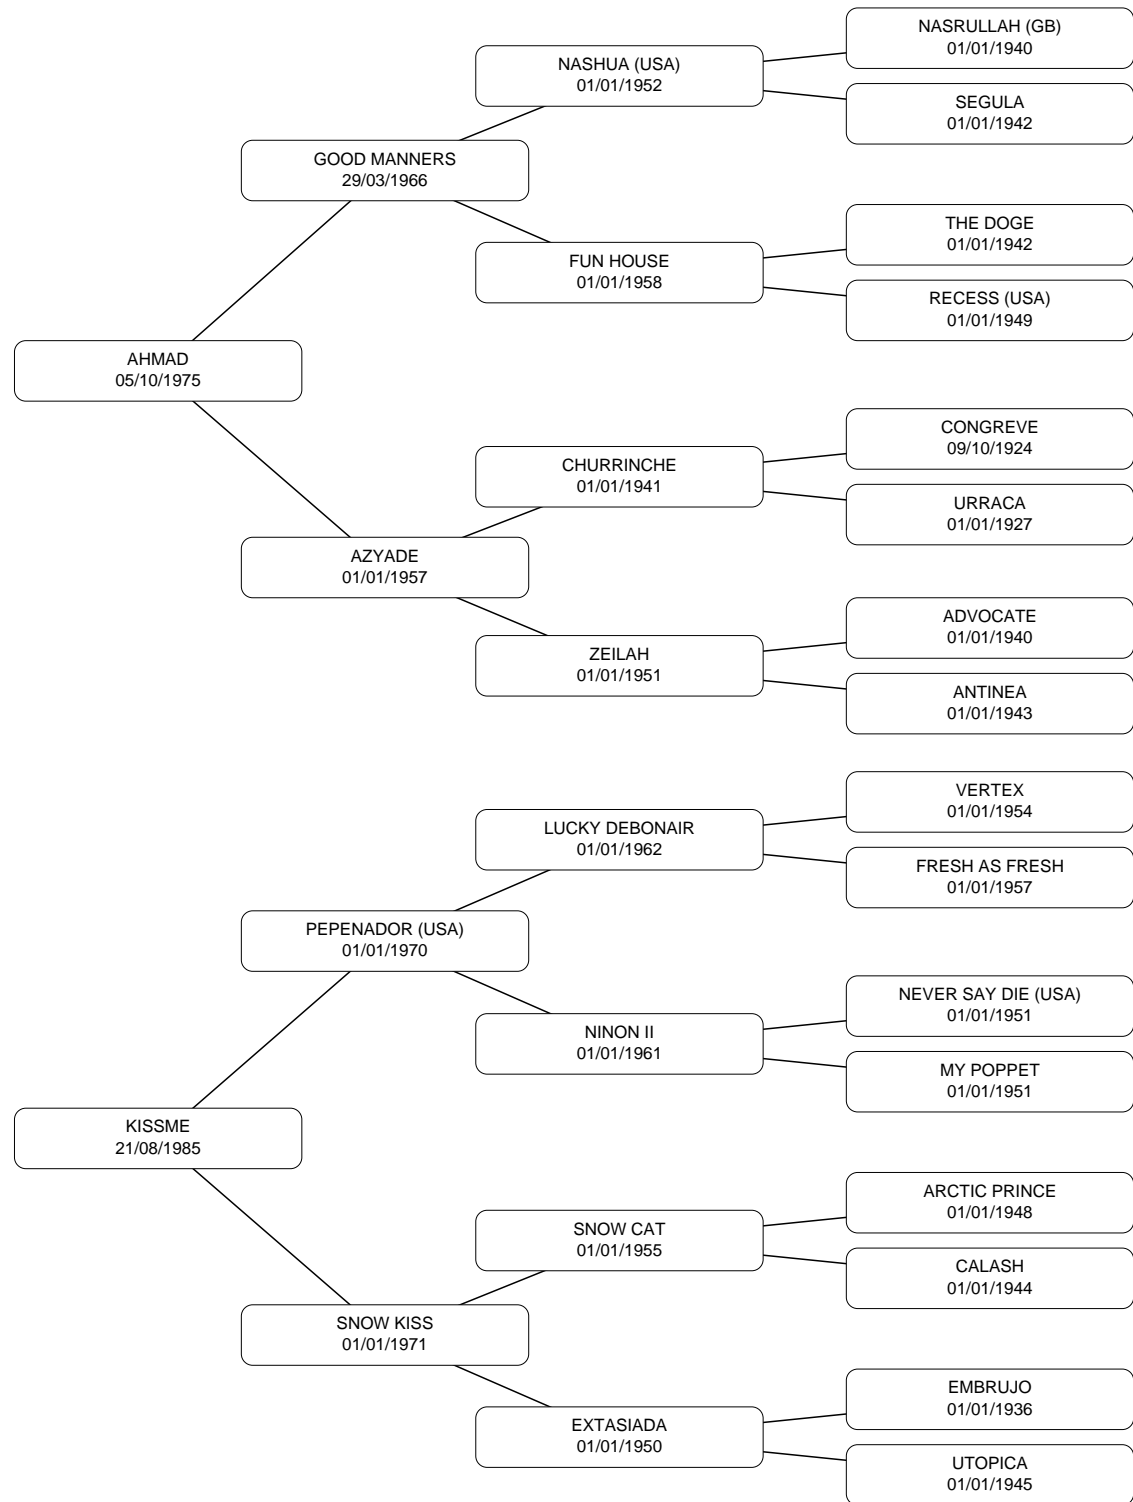 NASRULLAH (GB)
01/01/1940
NASHUA (USA)
01/01/1952
SEGULA
01/01/1942
GOOD MANNERS
29/03/1966
THE DOGE
01/01/1942
FUN HOUSE
01/01/1958
RECESS (USA)
01/01/1949
AHMAD
05/10/1975
CONGREVE
09/10/1924
CHURRINCHE
01/01/1941
URRACA
01/01/1927
AZYADE
01/01/1957
ADVOCATE
01/01/1940
ZEILAH
01/01/1951
ANTINEA
01/01/1943
VERTEX
01/01/1954
LUCKY DEBONAIR
01/01/1962
FRESH AS FRESH
01/01/1957
PEPENADOR (USA)
01/01/1970
NEVER SAY DIE (USA)
01/01/1951
NINON II
01/01/1961
MY POPPET
01/01/1951
KISSME
21/08/1985
ARCTIC PRINCE
01/01/1948
SNOW CAT
01/01/1955
CALASH
01/01/1944
SNOW KISS
01/01/1971
EMBRUJO
01/01/1936
EXTASIADA
01/01/1950
UTOPICA
01/01/1945